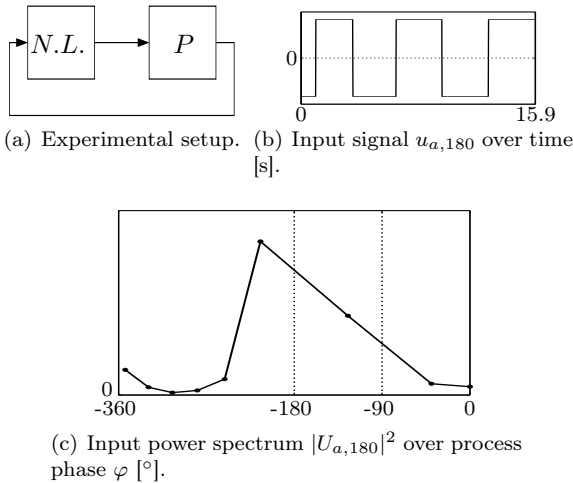 N.L. P
0
0 15.9
(a) Experimental setup. (b) Input signal $u_{a,180}$ over time
[s].
0
-360 -180 -90 0
(c) Input power spectrum $|U_{a,180}|^2$ over process
phase $\varphi$ [°].